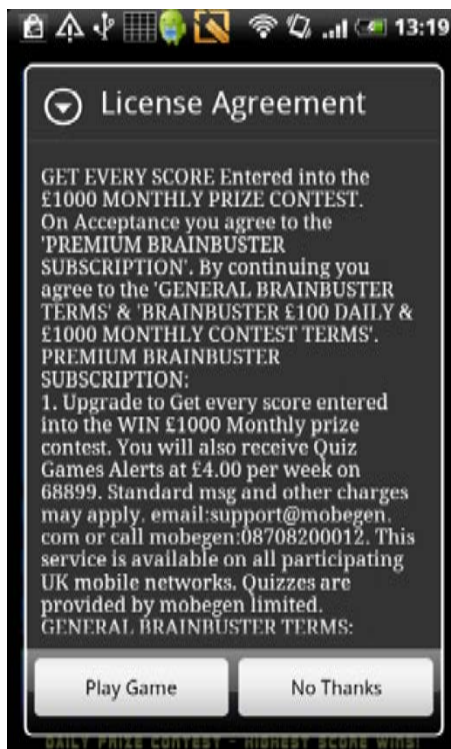 13:19
License Agreement
GET EVERY SCORE Entered into the
£1000 MONTHLY PRIZE CONTEST.
On Acceptance you agree to the
'PREMIUM BRAINBUSTER
SUBSCRIPTION'. By continuing you
agree to the 'GENERAL BRAINBUSTER
TERMS' & 'BRAINBUSTER £100 DAILY &
£1000 MONTHLY CONTEST TERMS'.
PREMIUM BRAINBUSTER
SUBSCRIPTION:
1. Upgrade to Get every score entered
into the WIN £1000 Monthly prize
contest. You will also receive Quiz
Games Alerts at £4.00 per week on
68899. Standard msg and other charges
may apply. email:support@mobegen.
com or call mobegen:08708200012. This
service is available on all participating
UK mobile networks. Quizzes are
provided by mobegen limited.
GENERAL BRAINBUSTER TERMS:
Play Game
No Thanks
DAILY PRIZE CONTEST - HIGHEST SCORE WINS!